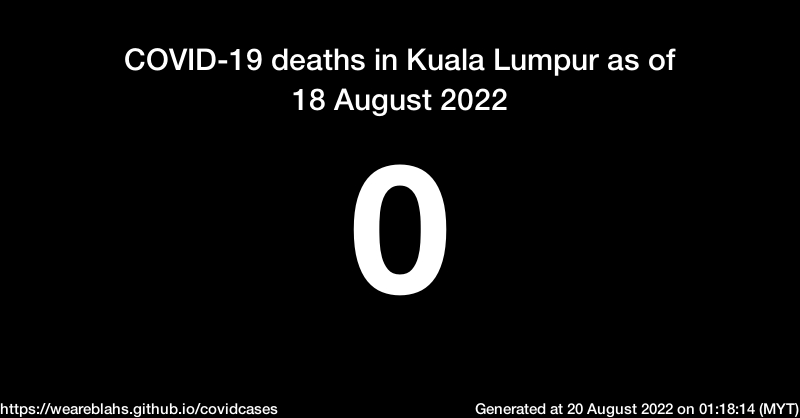 COVID-19 deaths in Kuala Lumpur as of
18 August 2022
0
https://weareblahs.github.io/covidcases
Generated at 20 August 2022 on 01:18:14 (MYT)